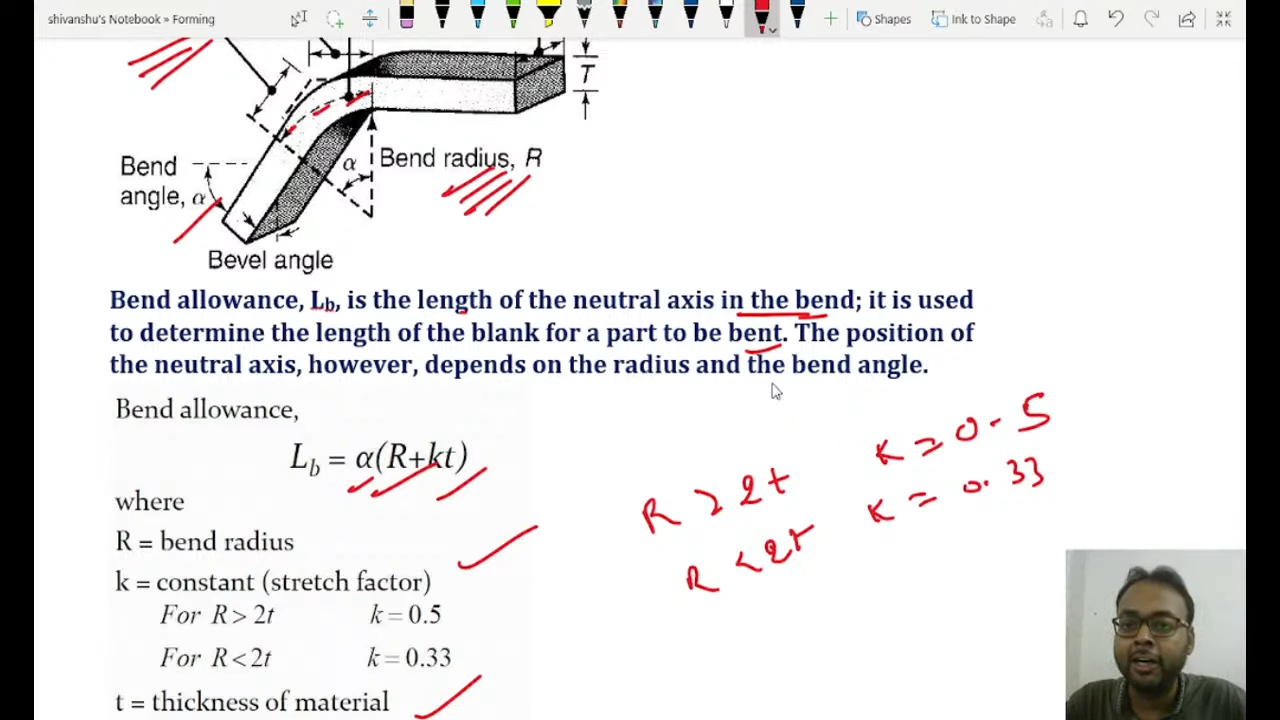 shivanshu's Notebook » Forming
Shapes
Ink to Shape
T
α
Bend radius, R
Bend
angle, α
Bevel angle
Bend allowance, Lb, is the length of the neutral axis in the bend; it is used
to determine the length of the blank for a part to be bent. The position of
the neutral axis, however, depends on the radius and the bend angle.
Bend allowance,
Lb = α(R+kt)
where
R = bend radius
k = constant (stretch factor)
For R > 2t k = 0.5
For R < 2t k = 0.33
t = thickness of material
R > 2t K = 0.5
R < 2t K = 0.33